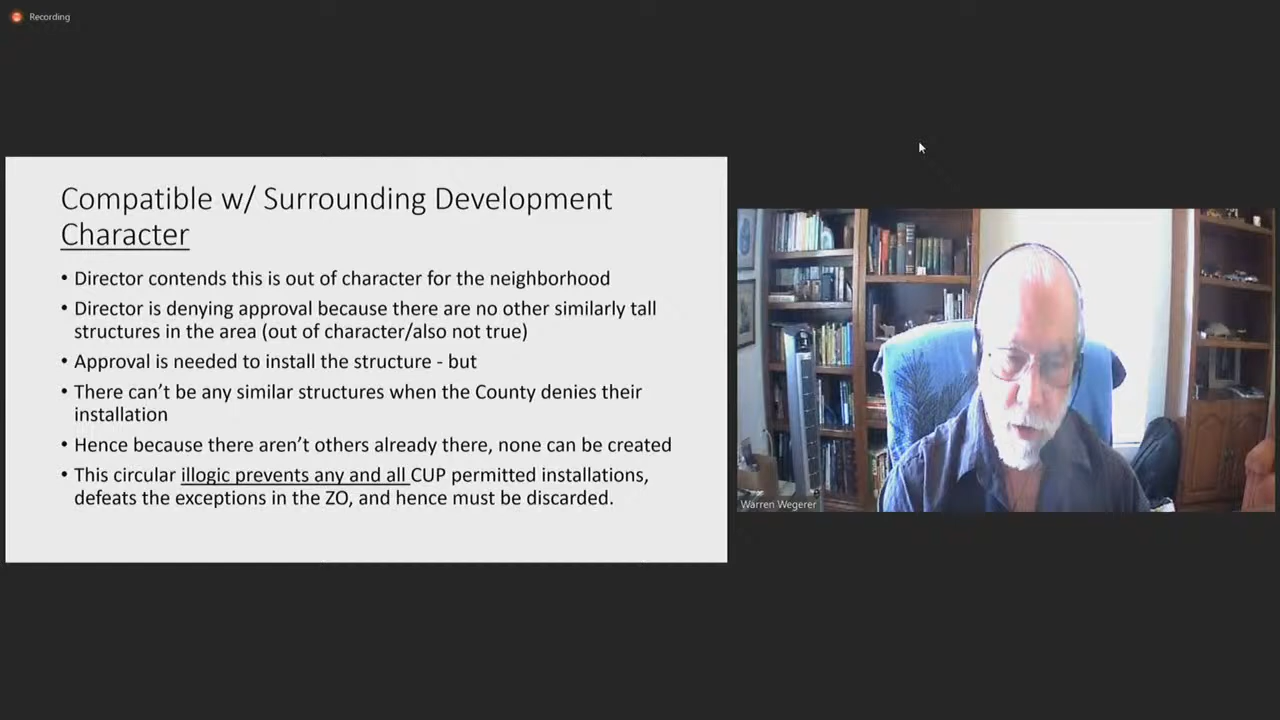 Recording
Compatible w/ Surrounding Development
Character
• Director contends this is out of character for the neighborhood
• Director is denying approval because there are no other similarly tall
structures in the area (out of character/also not true)
• Approval is needed to install the structure - but
• There can’t be any similar structures when the County denies their
installation
• Hence because there aren’t others already there, none can be created
• This circular illogic prevents any and all CUP permitted installations,
defeats the exceptions in the ZO, and hence must be discarded.
Warren Wegerer